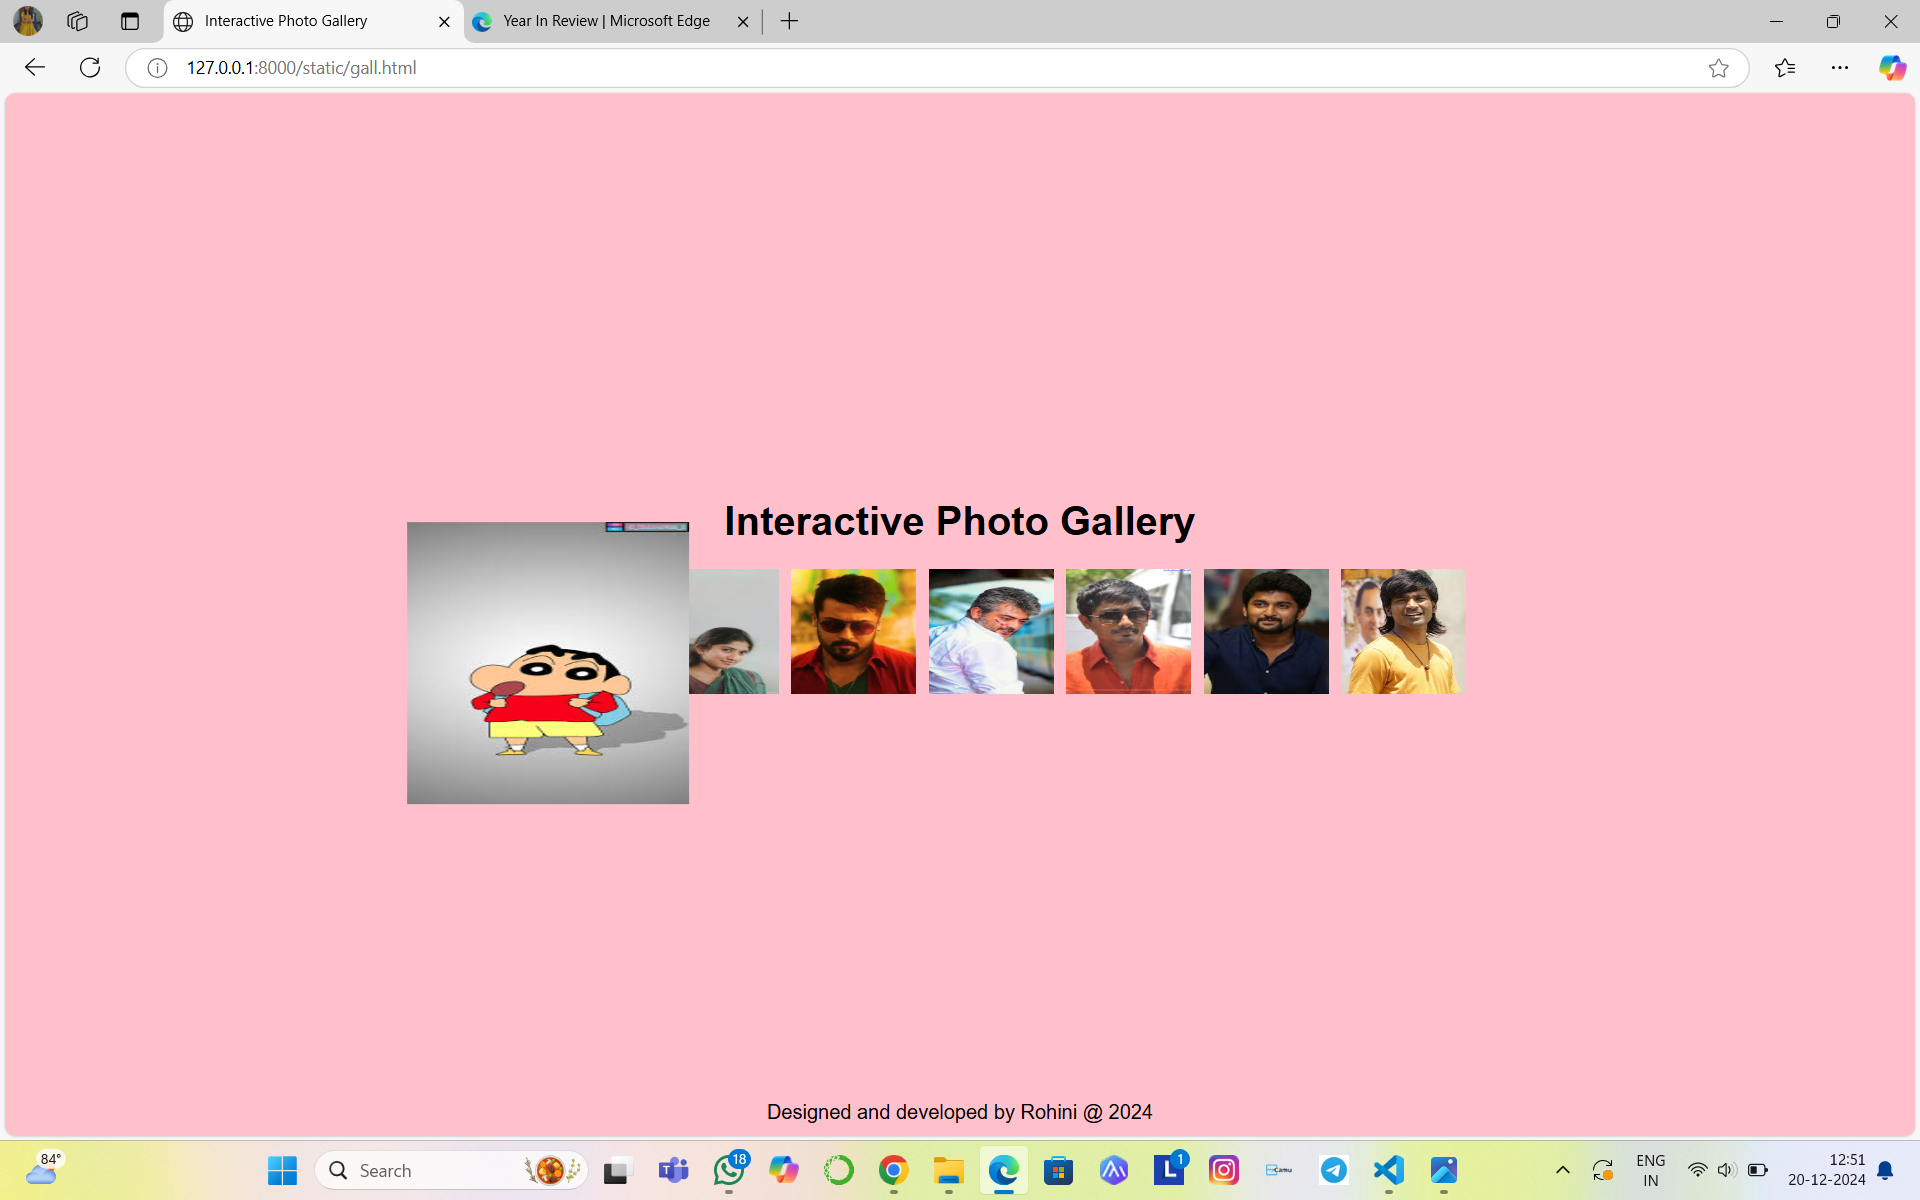 Interactive Photo Gallery
Year In Review | Microsoft Edge
127.0.0.1:8000/static/gall.html
Interactive Photo Gallery
Designed and developed by Rohini @ 2024
84°
Search
18
1
Camu
ENG
IN
12:51
20-12-2024